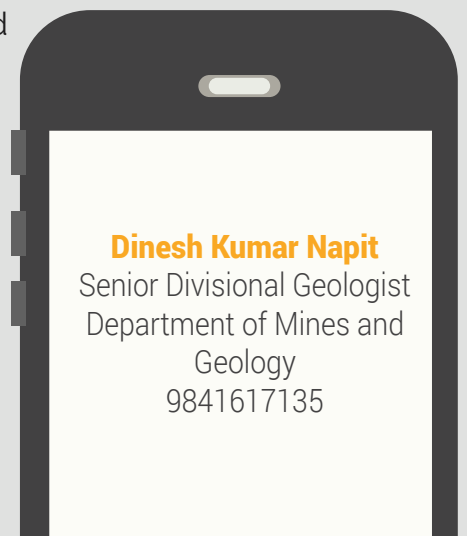 d
Dinesh Kumar Napit
Senior Divisional Geologist
Department of Mines and
Geology
9841617135